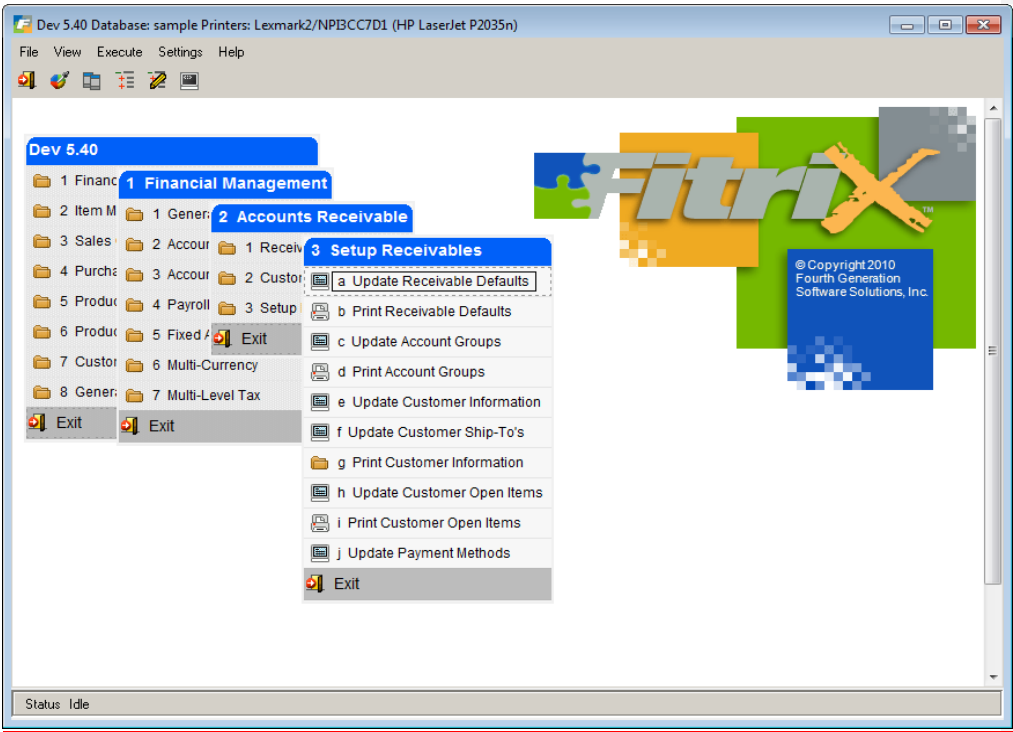 Dev 5.40 Database: sample Printers: Lexmark2/NPI3CC7D1 (HP LaserJet P2035n)
File View Execute Settings Help
Dev 5.40
1 Financ
2 Item M
3 Sales
4 Purcha
5 Produc
6 Produc
7 Custom
8 Genera
Exit
1 Financial Management
1 Genera
2 Accoun
3 Accoun
4 Payroll
5 Fixed A
6 Multi-Currency
7 Multi-Level Tax
Exit
2 Accounts Receivable
1 Receiv
2 Custom
3 Setup
Exit
3 Setup Receivables
a Update Receivable Defaults
b Print Receivable Defaults
c Update Account Groups
d Print Account Groups
e Update Customer Information
f Update Customer Ship-To's
g Print Customer Information
h Update Customer Open Items
i Print Customer Open Items
j Update Payment Methods
Exit
FitriX™
©Copyright 2010
Fourth Generation
Software Solutions, Inc.
Status Idle